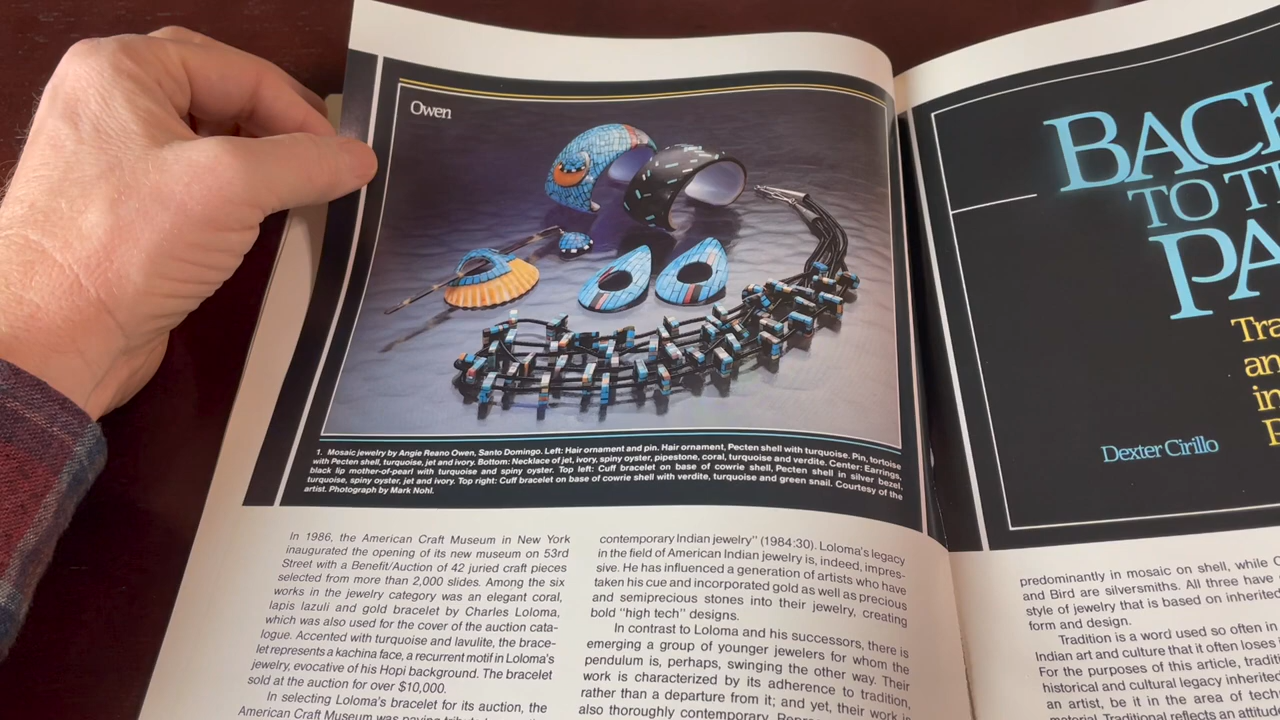 Owen
1. Mosaic jewelry by Angie Reano Owen, Santo Domingo. Left: Hair ornament and pin. Hair ornament, Pecten shell with turquoise. Pin, tortoise
with Pecten shell, turquoise, jet and ivory. Bottom: Necklace of jet, ivory, spiny oyster, pipestone, coral, turquoise and verdite. Center: Earrings,
black lip mother-of-pearl with turquoise and spiny oyster. Top left: Cuff bracelet on base of cowrie shell, Pecten shell in silver bezel,
turquoise, spiny oyster, jet and ivory. Top right: Cuff bracelet on base of cowrie shell with verdite, turquoise and green snail. Courtesy of the
artist. Photograph by Mark Nohl.
In 1986, the American Craft Museum in New York
inaugurated the opening of its new museum on 53rd
Street with a Benefit/Auction of 42 juried craft pieces
selected from more than 2,000 slides. Among the six
works in the jewelry category was an elegant coral,
lapis lazuli and gold bracelet by Charles Loloma,
which was also used for the cover of the auction cata-
logue. Accented with turquoise and lavulite, the brace-
let represents a kachina face, a recurrent motif in Loloma's
jewelry, evocative of his Hopi background. The bracelet
sold at the auction for over $10,000.
In selecting Loloma's bracelet for its auction, the
American Craft Museum was paying
contemporary Indian jewelry" (1984:30). Loloma's legacy
in the field of American Indian jewelry is, indeed, impres-
sive. He has influenced a generation of artists who have
taken his cue and incorporated gold as well as precious
and semiprecious stones into their jewelry, creating
bold "high tech" designs.
In contrast to Loloma and his successors, there is
emerging a group of younger jewelers for whom the
pendulum is, perhaps, swinging the other way. Their
work is characterized by its adherence to tradition,
rather than a departure from it; and yet, their work is
also thoroughly contemporary.
BACK
TO
PA
Tra
an
in
Dexter Cirillo
predominantly in mosaic on shell, while
and Bird are silversmiths. All three have
style of jewelry that is based on inherited
form and design.
Tradition is a word used so often in
Indian art and culture that it often loses
For the purposes of this article, traditi
historical and cultural legacy inherited
an artist, be it in the area of tech
material. Traditional reflects an attitude